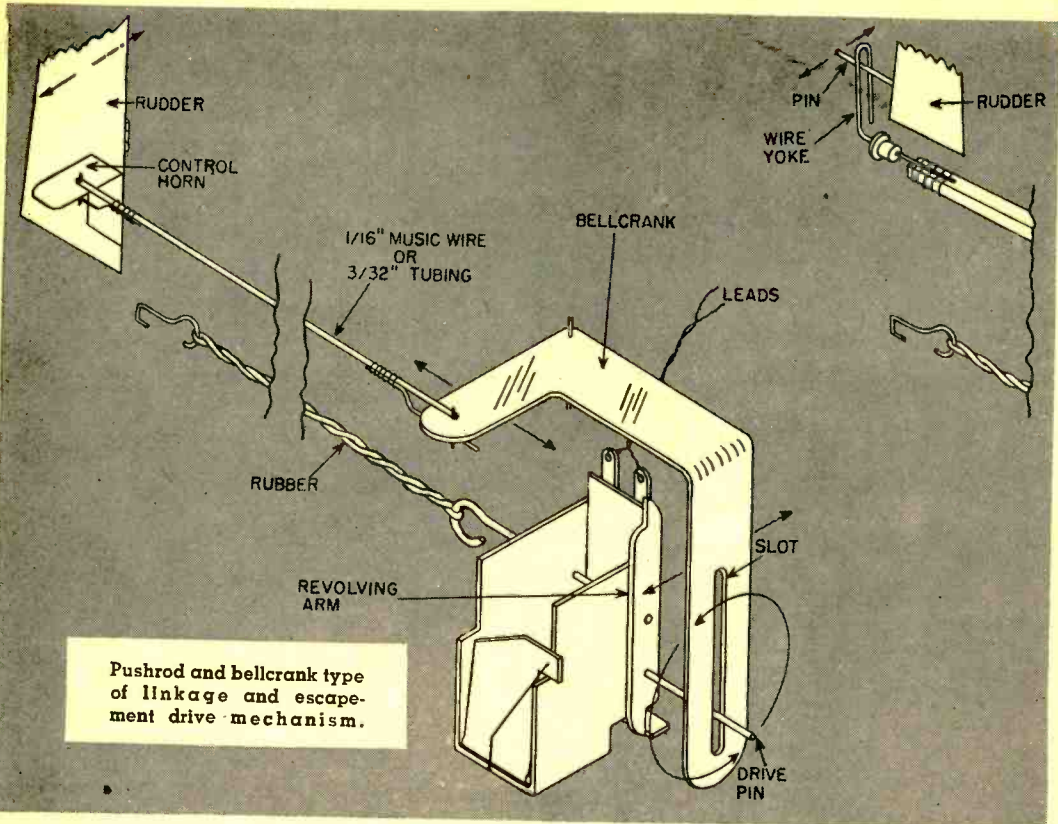 RUDDER
CONTROL
HORN
1/16" MUSIC WIRE
OR
3/32" TUBING
BELLCRANK
LEADS
PIN
WIRE
YOKE
RUDDER
RUBBER
REVOLVING
ARM
SLOT
DRIVE
PIN
Pushrod and bellcrank type
of linkage and escape-
ment drive mechanism.